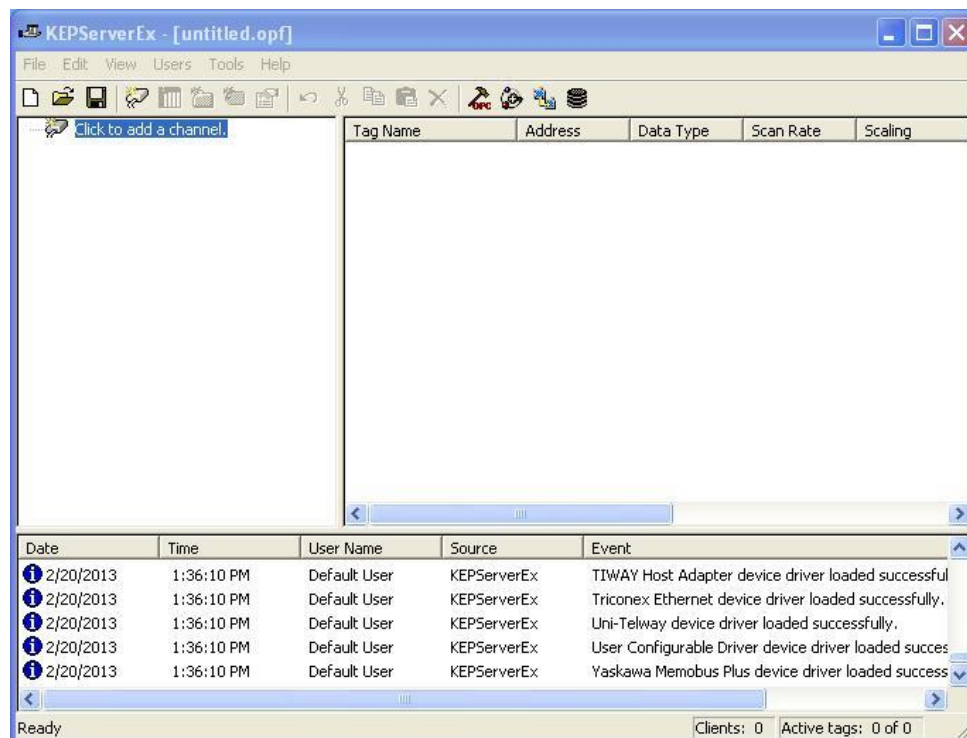 KEPServerEx - [untitled.opf]
File Edit View Users Tools Help
OPC
Click to add a channel.
Tag Name Address Data Type Scan Rate Scaling
Date Time User Name Source Event
2/20/2013 1:36:10 PM Default User KEPServerEx TIWAY Host Adapter device driver loaded successful
2/20/2013 1:36:10 PM Default User KEPServerEx Triconex Ethernet device driver loaded successfully.
2/20/2013 1:36:10 PM Default User KEPServerEx Uni-Telway device driver loaded successfully.
2/20/2013 1:36:10 PM Default User KEPServerEx User Configurable Driver device driver loaded succes
2/20/2013 1:36:10 PM Default User KEPServerEx Yaskawa Memobus Plus device driver loaded success
Ready Clients: 0 Active tags: 0 of 0